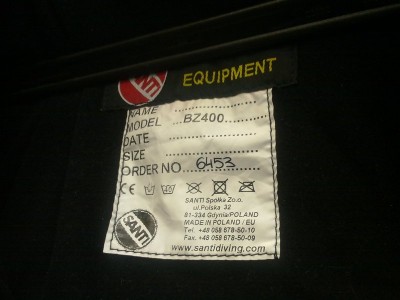 EQUIPMENT
NAME
MODEL ...BZ400...
DATE
SIZE
ORDER NO 6453
CE
SANTI Spółka Zo.o.
ul.Polska 32
81-334 Gdynia/POLAND
MADE IN POLAND / EU
Tel. +48 058 678-50-10
Fax. +48 058 678-50-09
SANTI
www.santidiving.com